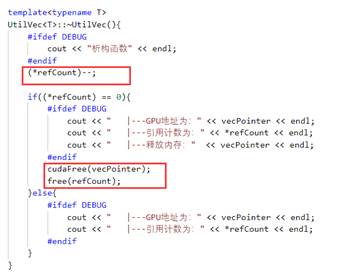 template<typename T>
UtilVec<T>::~UtilVec(){
#ifdef DEBUG
cout << "析构函数" << endl;
#endif
(*refCount)--;
if((*refCount) == 0){
#ifdef DEBUG
cout << "   |---GPU地址为：" << vecPointer << endl;
cout << "   |---引用计数为：" << *refCount << endl;
cout << "   |---释放内存：" << vecPointer << endl;
#endif
cudaFree(vecPointer);
free(refCount);
}else{
#ifdef DEBUG
cout << "   |---GPU地址为：" << vecPointer << endl;
cout << "   |---引用计数为：" << *refCount << endl;
#endif
}
}